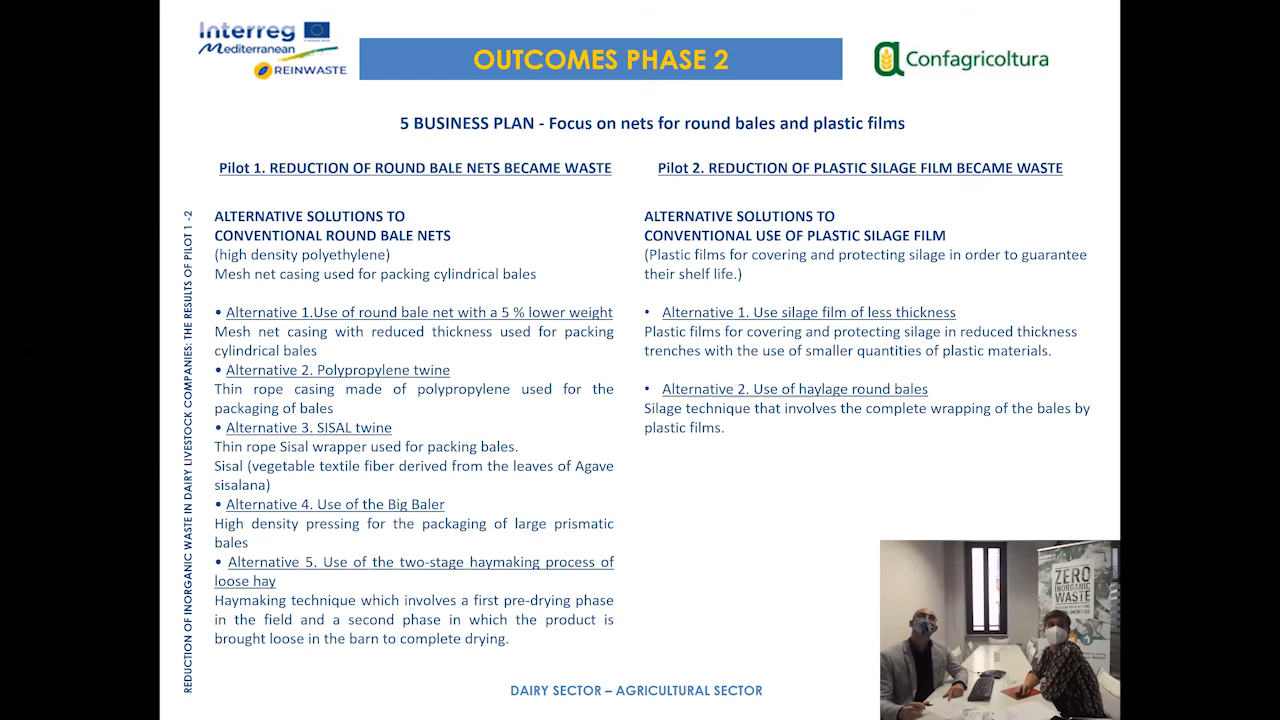 Interreg
Mediterranean
REINWASTE
OUTCOMES PHASE 2
Confagricoltura
5 BUSINESS PLAN - Focus on nets for round bales and plastic films
Pilot 1. REDUCTION OF ROUND BALE NETS BECAME WASTE
Pilot 2. REDUCTION OF PLASTIC SILAGE FILM BECAME WASTE
REDUCTION OF INORGANIC WASTE IN DAIRY LIVESTOCK COMPANIES: THE RESULTS OF PILOT 1 -2
ALTERNATIVE SOLUTIONS TO
CONVENTIONAL ROUND BALE NETS
(high density polyethylene)
Mesh net casing used for packing cylindrical bales
• Alternative 1.Use of round bale net with a 5 % lower weight
Mesh net casing with reduced thickness used for packing
cylindrical bales
• Alternative 2. Polypropylene twine
Thin rope casing made of polypropylene used for the
packaging of bales
• Alternative 3. SISAL twine
Thin rope Sisal wrapper used for packing bales.
Sisal (vegetable textile fiber derived from the leaves of Agave
sisalana)
• Alternative 4. Use of the Big Baler
High density pressing for the packaging of large prismatic
bales
• Alternative 5. Use of the two-stage haymaking process of
loose hay
Haymaking technique which involves a first pre-drying phase
in the field and a second phase in which the product is
brought loose in the barn to complete drying.
ALTERNATIVE SOLUTIONS TO
CONVENTIONAL USE OF PLASTIC SILAGE FILM
(Plastic films for covering and protecting silage in order to guarantee
their shelf life.)
• Alternative 1. Use silage film of less thickness
Plastic films for covering and protecting silage in reduced thickness
trenches with the use of smaller quantities of plastic materials.
• Alternative 2. Use of haylage round bales
Silage technique that involves the complete wrapping of the bales by
plastic films.
ZERO
INORGANIC
WASTE
DAIRY SECTOR – AGRICULTURAL SECTOR